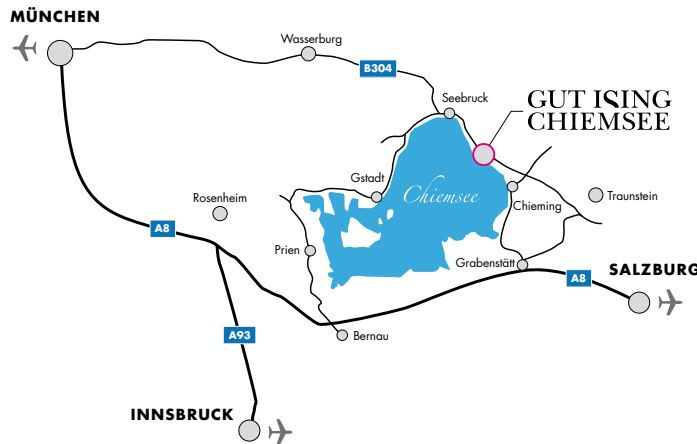 MÜNCHEN
Wasserburg
B304
Seebruck
GUT ISING
CHIEMSEE
Gstadt
Chiemsee
Chieming
Traunstein
Rosenheim
A8
Prien
Grabenstätt
SALZBURG
A8
A93
Bernau
INNSBRUCK